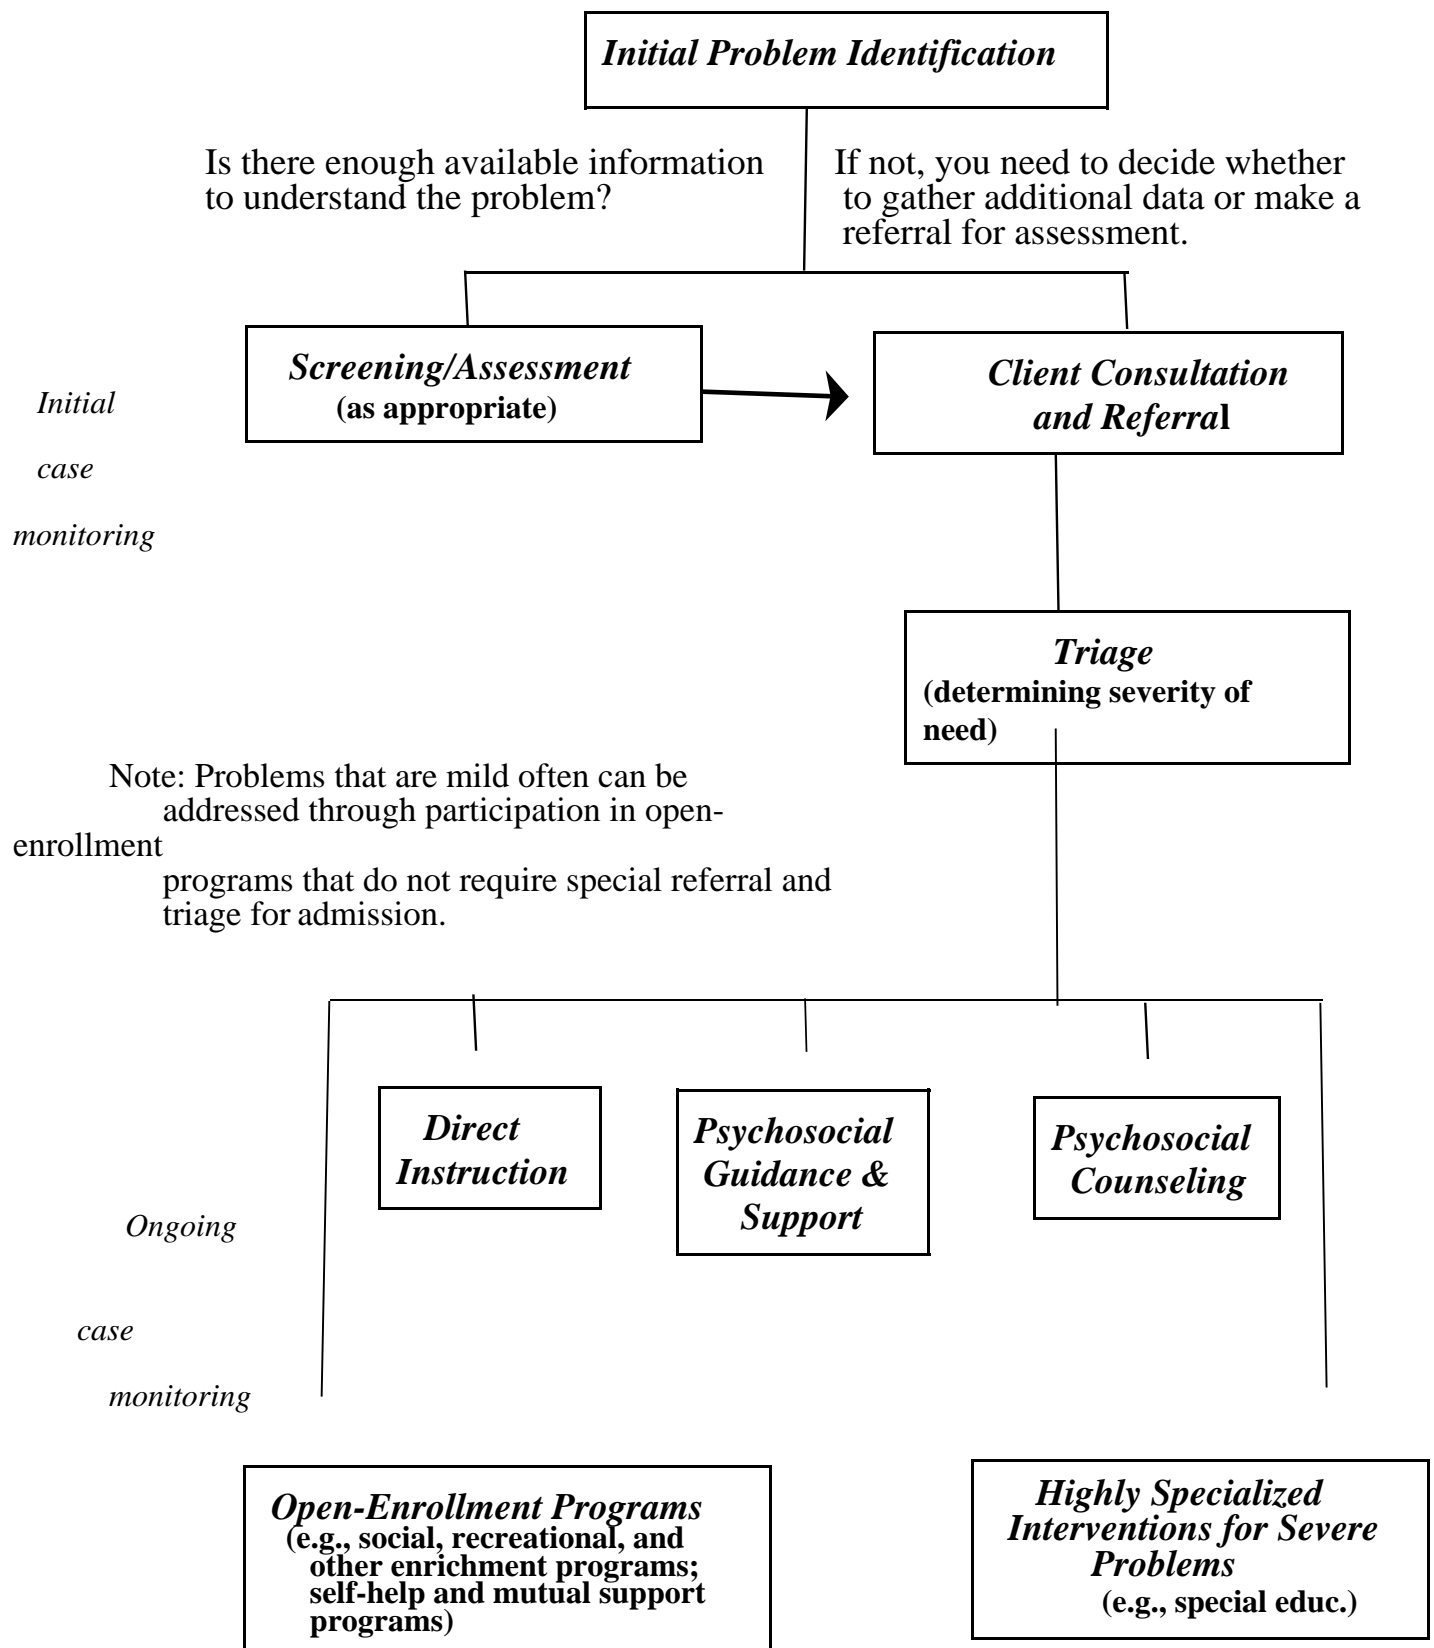 Initial Problem Identification
Is there enough available information
to understand the problem?
If not, you need to decide whether
to gather additional data or make a
referral for assessment.
Screening/Assessment
(as appropriate)
Client Consultation
and Referral
Initial
case
monitoring
Triage
(determining severity of
need)
Note: Problems that are mild often can be
addressed through participation in open-
enrollment
programs that do not require special referral and
triage for admission.
Direct
Instruction
Psychosocial
Guidance &
Support
Psychosocial
Counseling
Ongoing
case
monitoring
Open-Enrollment Programs
(e.g., social, recreational, and
other enrichment programs;
self-help and mutual support
programs)
Highly Specialized
Interventions for Severe
Problems
(e.g., special educ.)